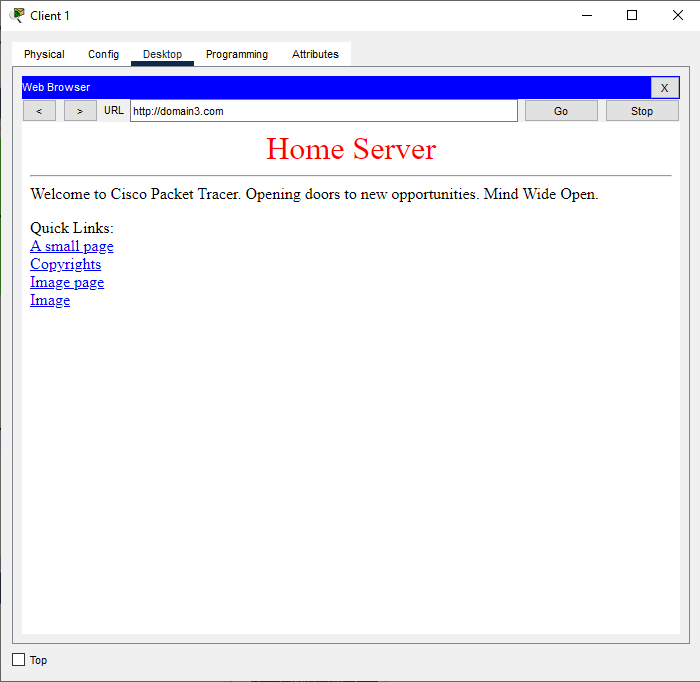 Client 1
Physical Config Desktop Programming Attributes
Web Browser X
< > URL http://domain3.com Go Stop
Home Server
Welcome to Cisco Packet Tracer. Opening doors to new opportunities. Mind Wide Open.
Quick Links:
A small page
Copyrights
Image page
Image
Top